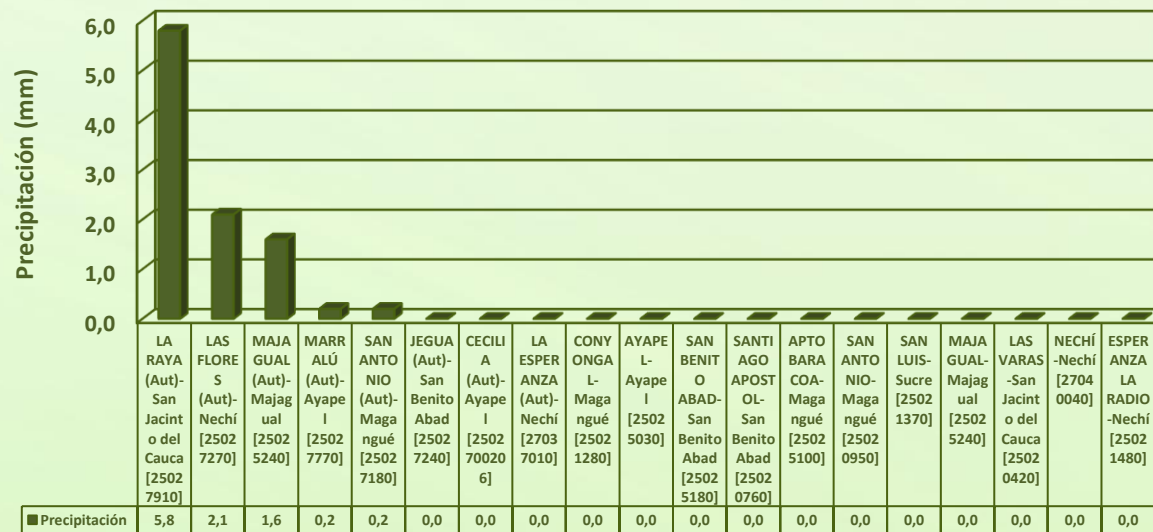 Precipitación (mm)
6,0
5,0
4,0
3,0
2,0
1,0
0,0
LA
RAYA
(Aut)-
San
Jacint
o del
Cauca
[2502
7910]
LAS
FLORE
S
(Aut)-
Nechí
[2502
7270]
MAJA
GUAL
(Aut)-
Majag
ual
[2502
5240]
MARR
ALÚ
(Aut)-
Ayape
l
[2502
7770]
SAN
ANTO
NIO
(Aut)-
Maga
ngué
[2502
7180]
JEGUA
(Aut)-
San
Benito
Abad
[2502
7240]
CECILI
A
(Aut)-
Ayape
l
[2502
70020
6]
LA
ESPER
ANZA
(Aut)-
Nechí
[2703
7010]
CONY
ONGA
L-
Maga
ngué
[2502
1280]
AYAPE
L-
Ayape
l
[2502
5030]
SAN
BENIT
O
ABAD-
San
Benito
Abad
[2502
5180]
SANTI
AGO
APOST
OL-
San
Benito
Abad
[2502
0760]
APTO
BARA
COA-
Maga
ngué
[2502
5100]
SAN
ANTO
NIO-
Maga
ngué
[2502
0950]
SAN
LUIS-
Sucre
[2502
1370]
MAJA
GUAL-
Majag
ual
[2502
5240]
LAS
VARAS
-San
Jacint
o del
Cauca
[2502
0420]
NECHÍ
-Nechí
[2704
0040]
ESPER
ANZA
LA
RADIO
-Nechí
[2502
1480]
Precipitación 5,8 2,1 1,6 0,2 0,2 0,0 0,0 0,0 0,0 0,0 0,0 0,0 0,0 0,0 0,0 0,0 0,0 0,0 0,0